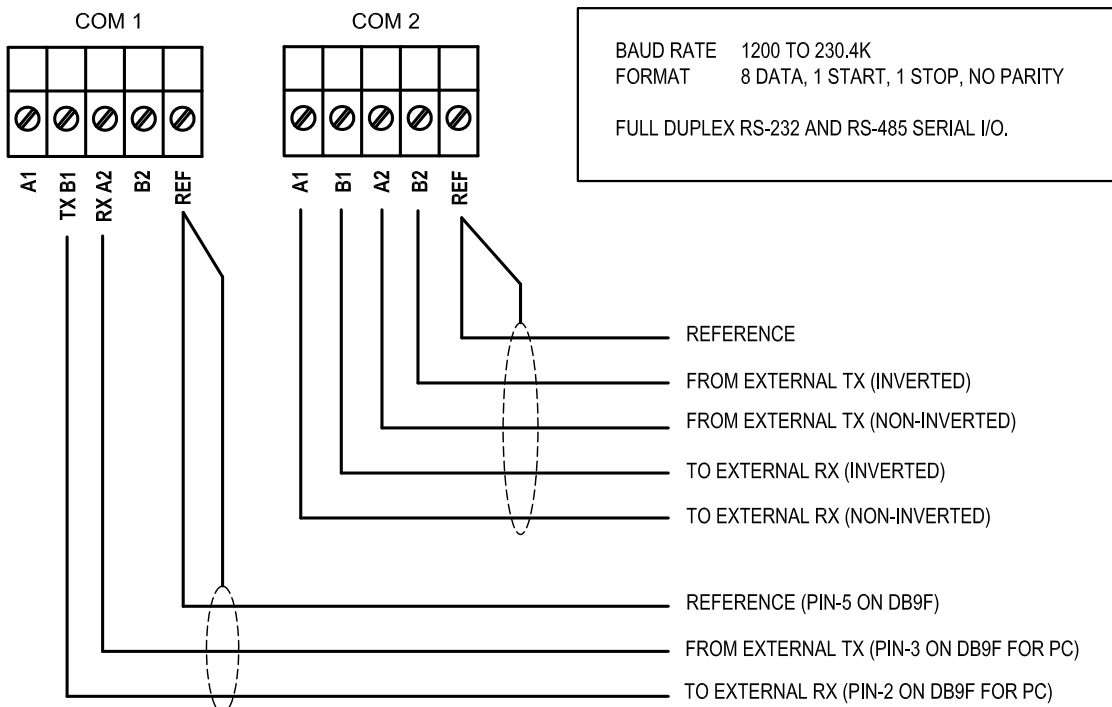 COM 1
COM 2
BAUD RATE 1200 TO 230.4K
FORMAT 8 DATA, 1 START, 1 STOP, NO PARITY
FULL DUPLEX RS-232 AND RS-485 SERIAL I/O.
A1
TX B1
RX A2
B2
REF
A1
B1
A2
B2
REF
REFERENCE
FROM EXTERNAL TX (INVERTED)
FROM EXTERNAL TX (NON-INVERTED)
TO EXTERNAL RX (INVERTED)
TO EXTERNAL RX (NON-INVERTED)
REFERENCE (PIN-5 ON DB9F)
FROM EXTERNAL TX (PIN-3 ON DB9F FOR PC)
TO EXTERNAL RX (PIN-2 ON DB9F FOR PC)